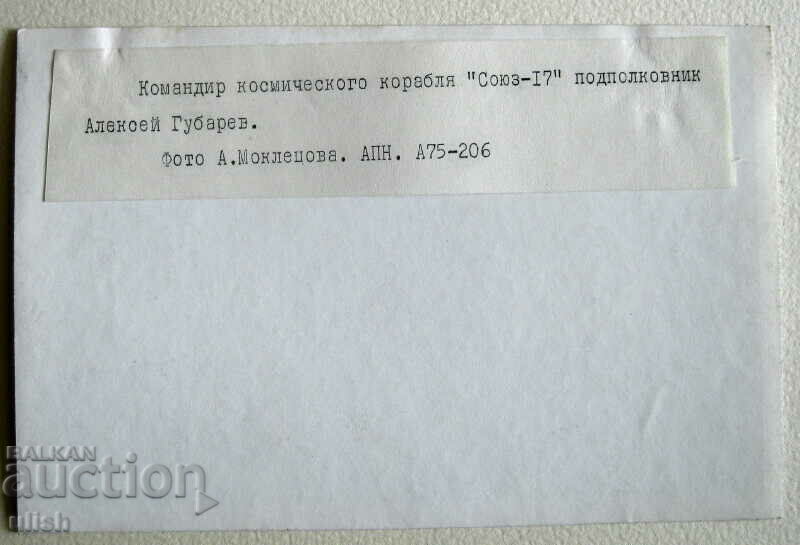 Командир космического корабля "Союз-I7" подполковник
Алексей Губарев.
Фото А.Моклецова. АПН. А75-206
BALKAN
auction
ulish